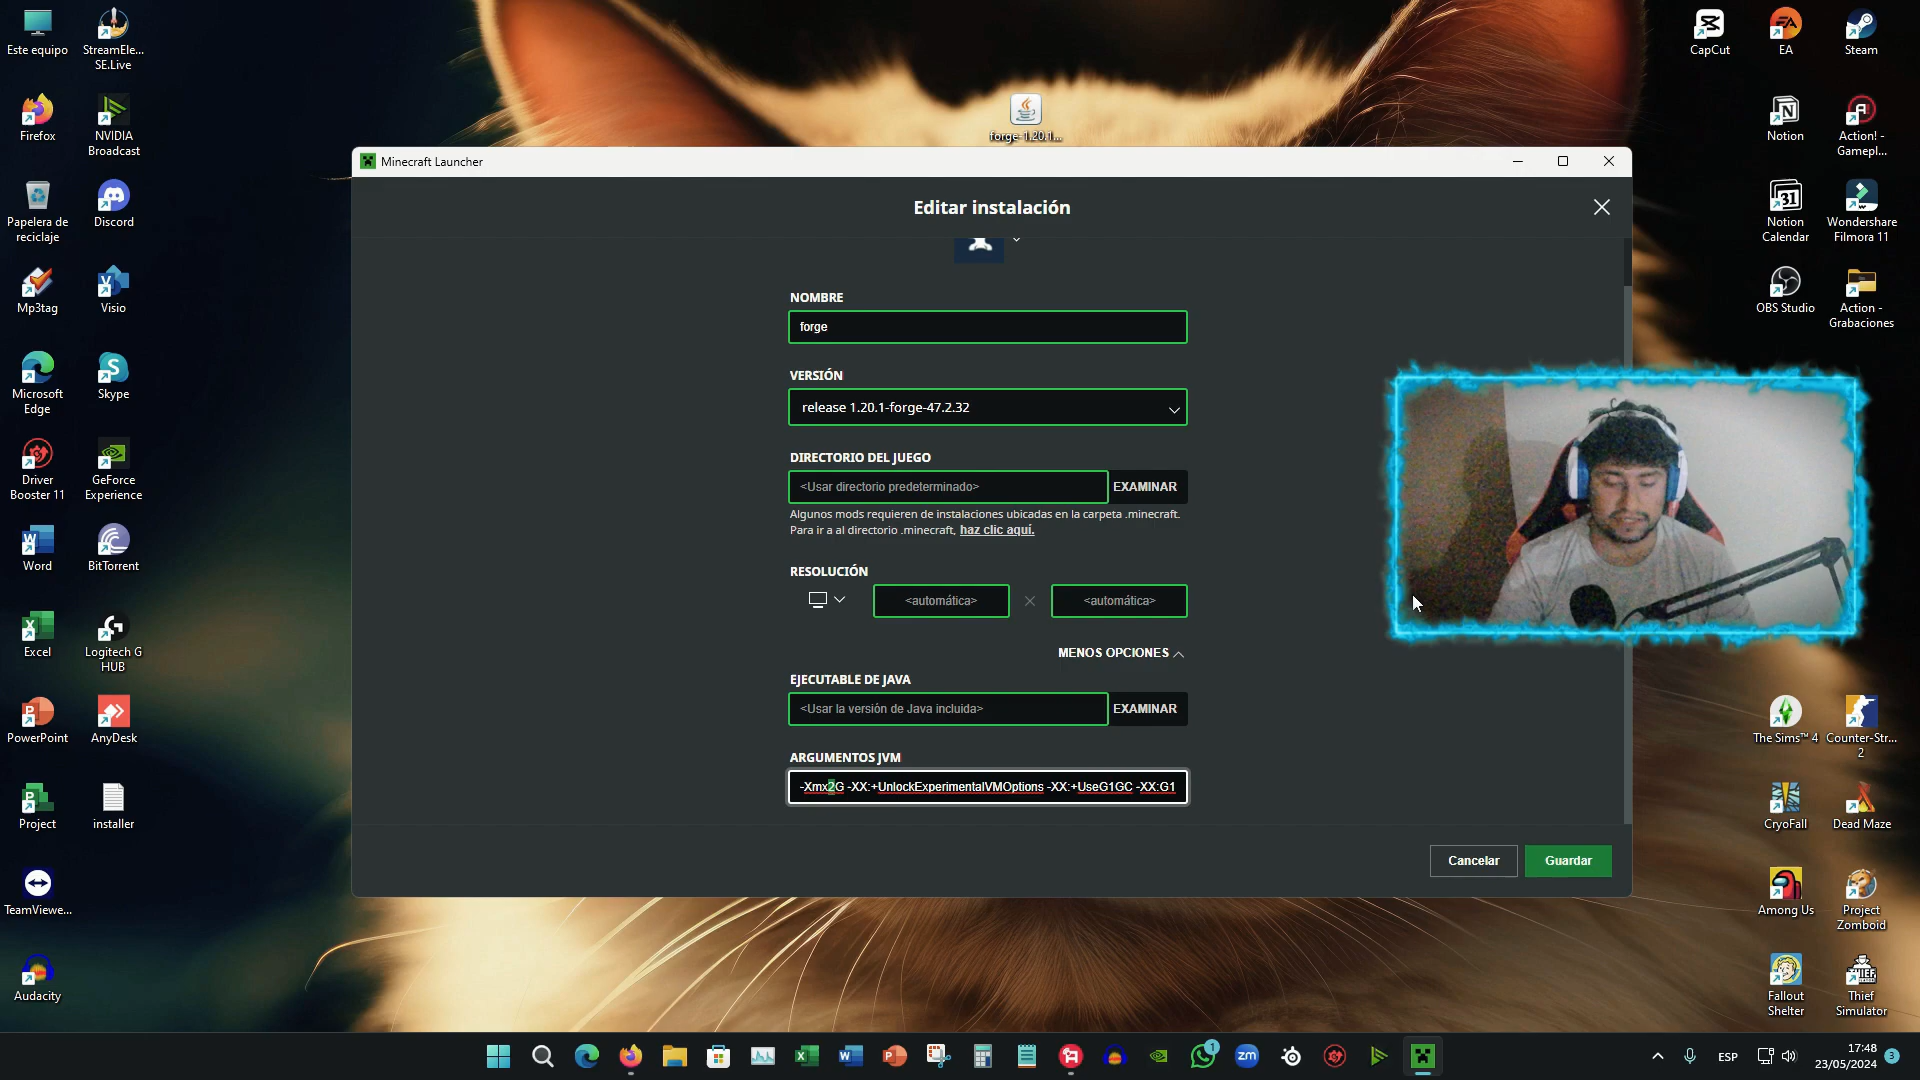 Este equipo
StreamEle...
SE.Live
CapCut
EA
Steam
Firefox
NVIDIA
Broadcast
forge-1.20.1...
Notion
Action! -
Gamepl...
Minecraft Launcher
Papelera de
reciclaje
Discord
Editar instalación
31
Notion
Calendar
Wondershare
Filmora 11
Mp3tag
Visio
NOMBRE
forge
OBS Studio
Action -
Grabaciones
Microsoft
Edge
Skype
VERSIÓN
release 1.20.1-forge-47.2.32
Driver
Booster 11
GeForce
Experience
DIRECTORIO DEL JUEGO
<Usar directorio predeterminado>
EXAMINAR
Algunos mods requieren de instalaciones ubicadas en la carpeta .minecraft.
Para ir a al directorio .minecraft, haz clic aquí.
Word
BitTorrent
RESOLUCIÓN
<automática>
<automática>
Excel
Logitech G
HUB
MENOS OPCIONES
EJECUTABLE DE JAVA
<Usar la versión de Java incluida>
EXAMINAR
PowerPoint
AnyDesk
The Sims™ 4
Counter-Str...
2
ARGUMENTOS JVM
-Xmx2G -XX:+UnlockExperimentalVMOptions -XX:+UseG1GC -XX:G1
Project
installer
CryoFall
Dead Maze
Cancelar
Guardar
TeamViewe...
Among Us
Project
Zomboid
Audacity
Fallout
Shelter
THIEF
Thief
Simulator
1
zm
ESP
17:48
23/05/2024
3